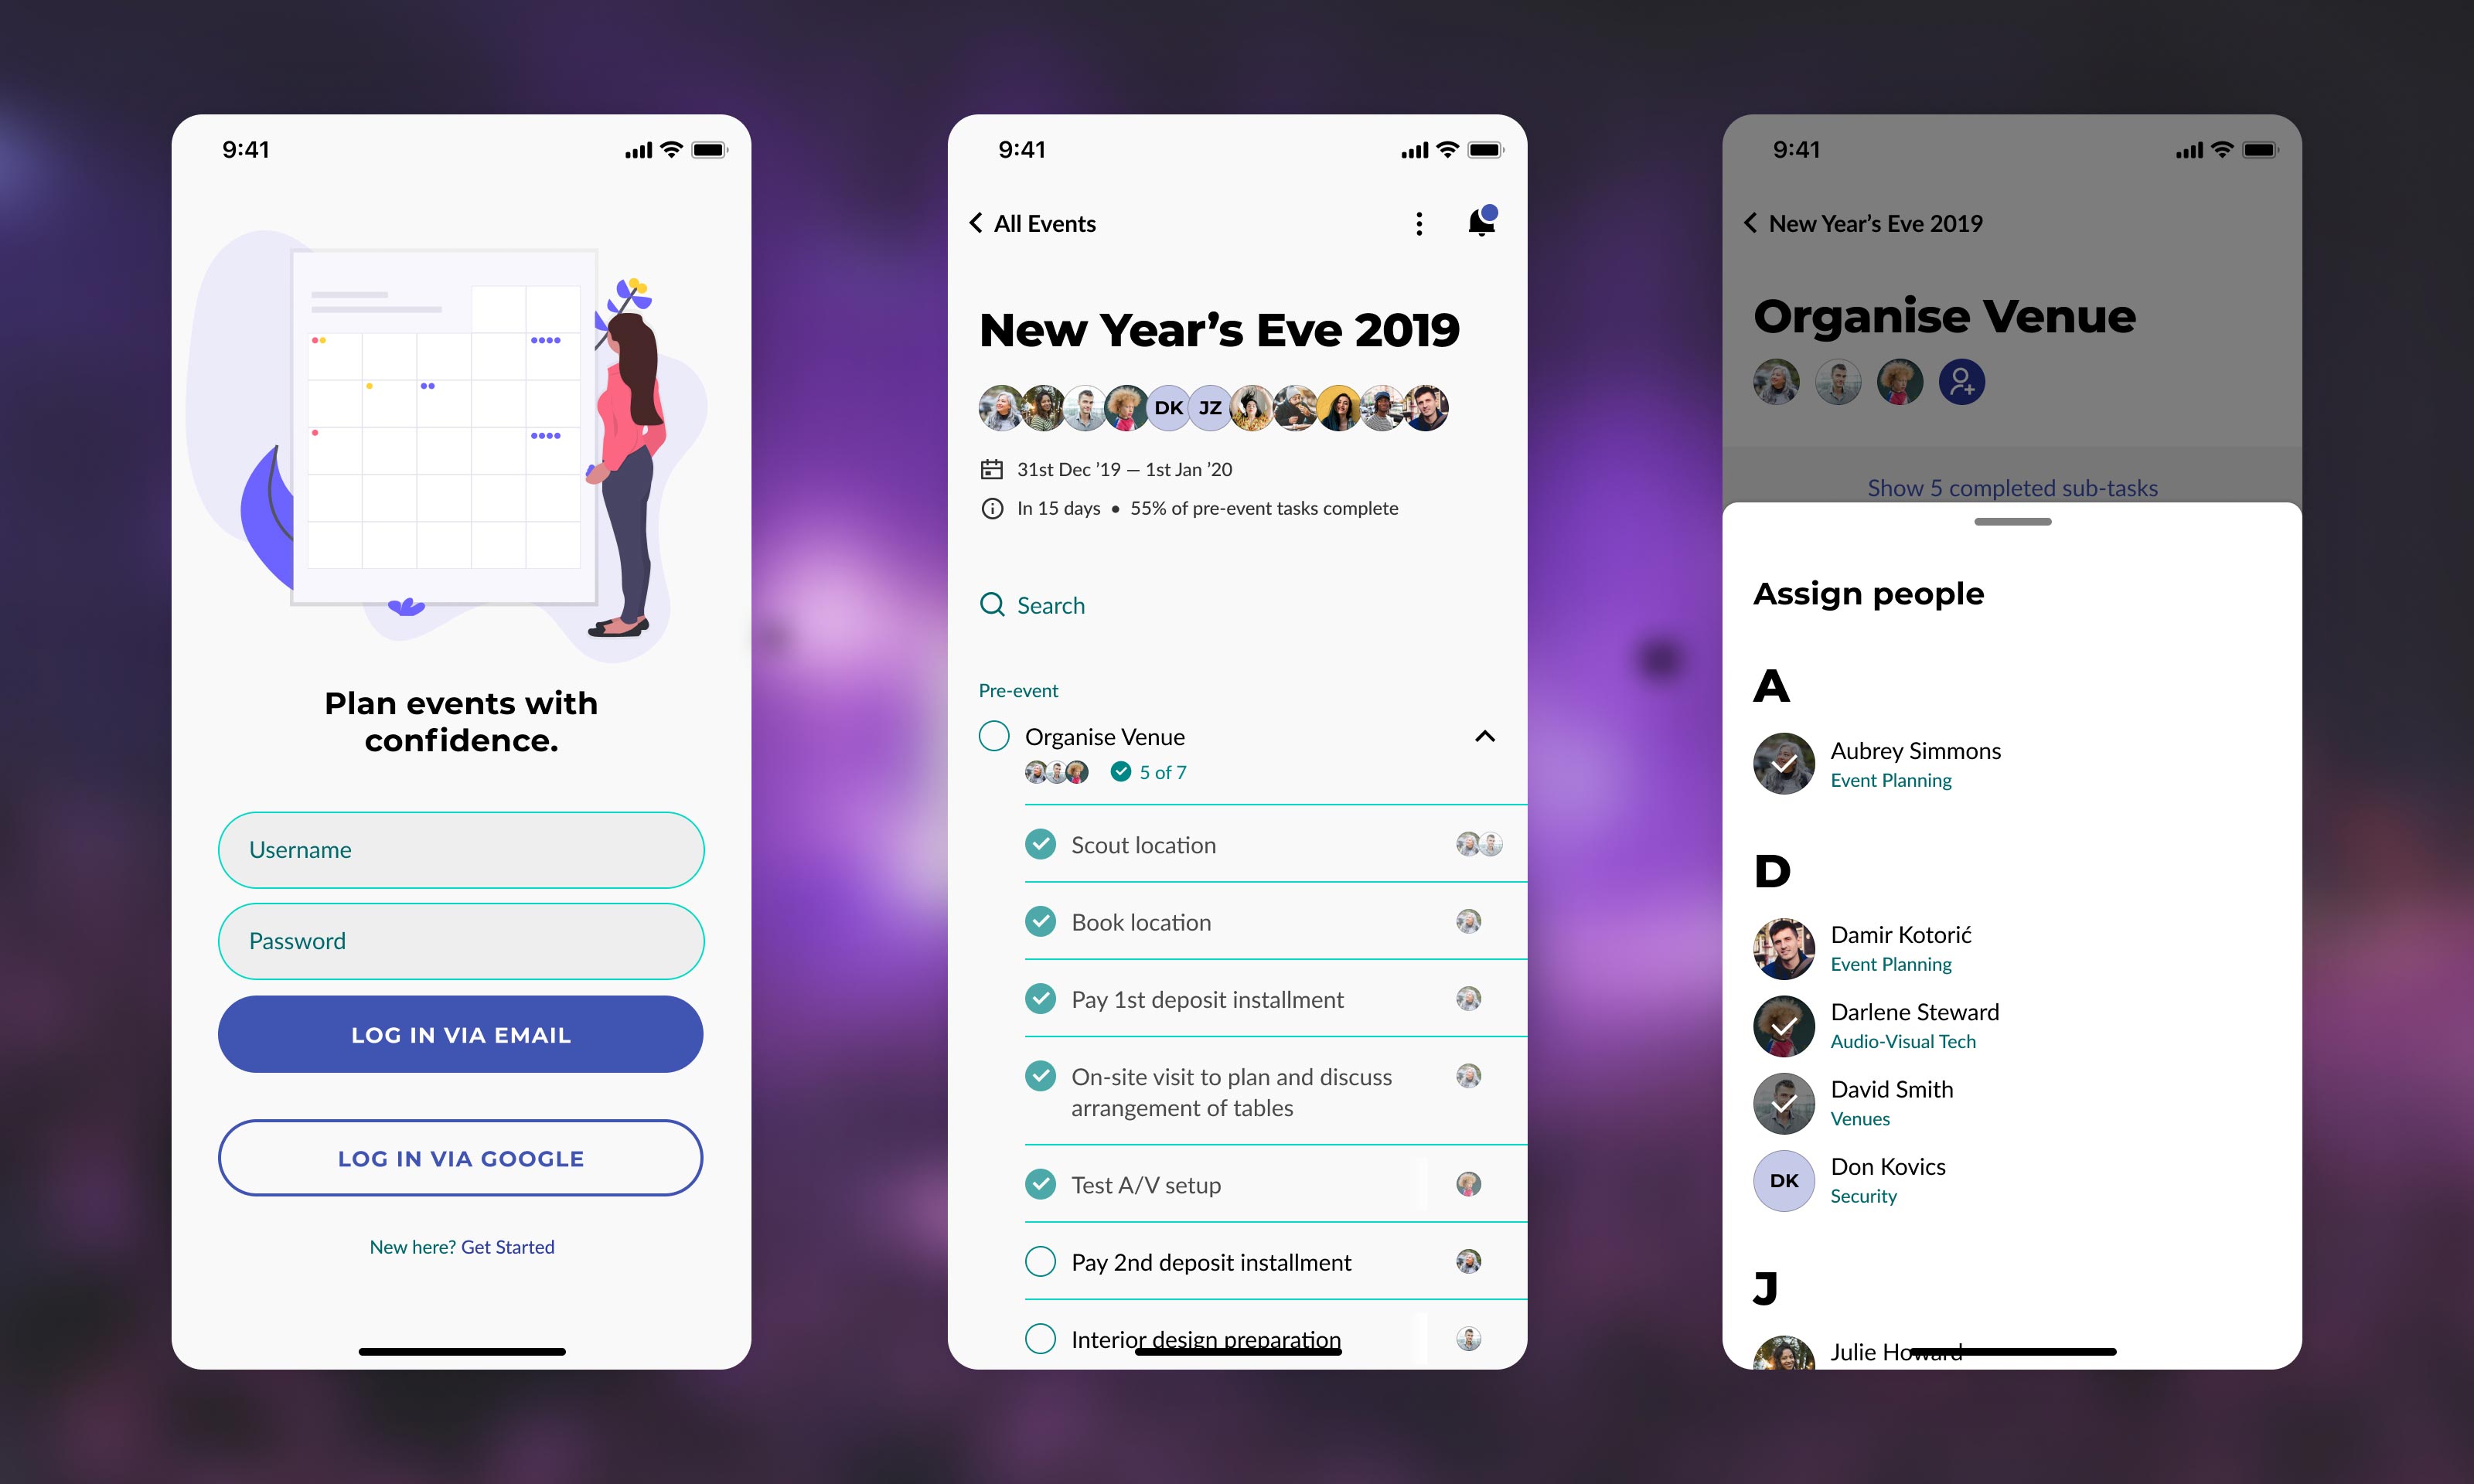 9:41
Plan events with
confidence.
Username
Password
LOG IN VIA EMAIL
LOG IN VIA GOOGLE
New here? Get Started
9:41
All Events
New Year’s Eve 2019
DK JZ
31st Dec ’19 — 1st Jan ’20
In 15 days • 55% of pre-event tasks complete
Search
Pre-event
Organise Venue
5 of 7
Scout location
Book location
Pay 1st deposit installment
On-site visit to plan and discuss
arrangement of tables
Test A/V setup
Pay 2nd deposit installment
Interior design preparation
9:41
New Year’s Eve 2019
Organise Venue
Show 5 completed sub-tasks
Assign people
A
Aubrey Simmons
Event Planning
D
Damir Kotorić
Event Planning
Darlene Steward
Audio-Visual Tech
David Smith
Venues
DK
Don Kovics
Security
J
Julie Howard